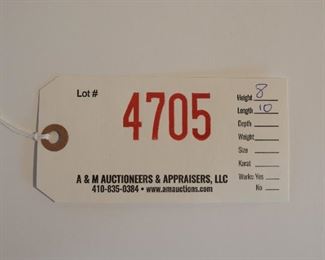 Lot #
4705
Height 8
Length 10
Depth
Weight
Size
Karat
Works: Yes
No
A & M AUCTIONEERS & APPRAISERS, LLC
410-835-0384 • www.amauctions.com